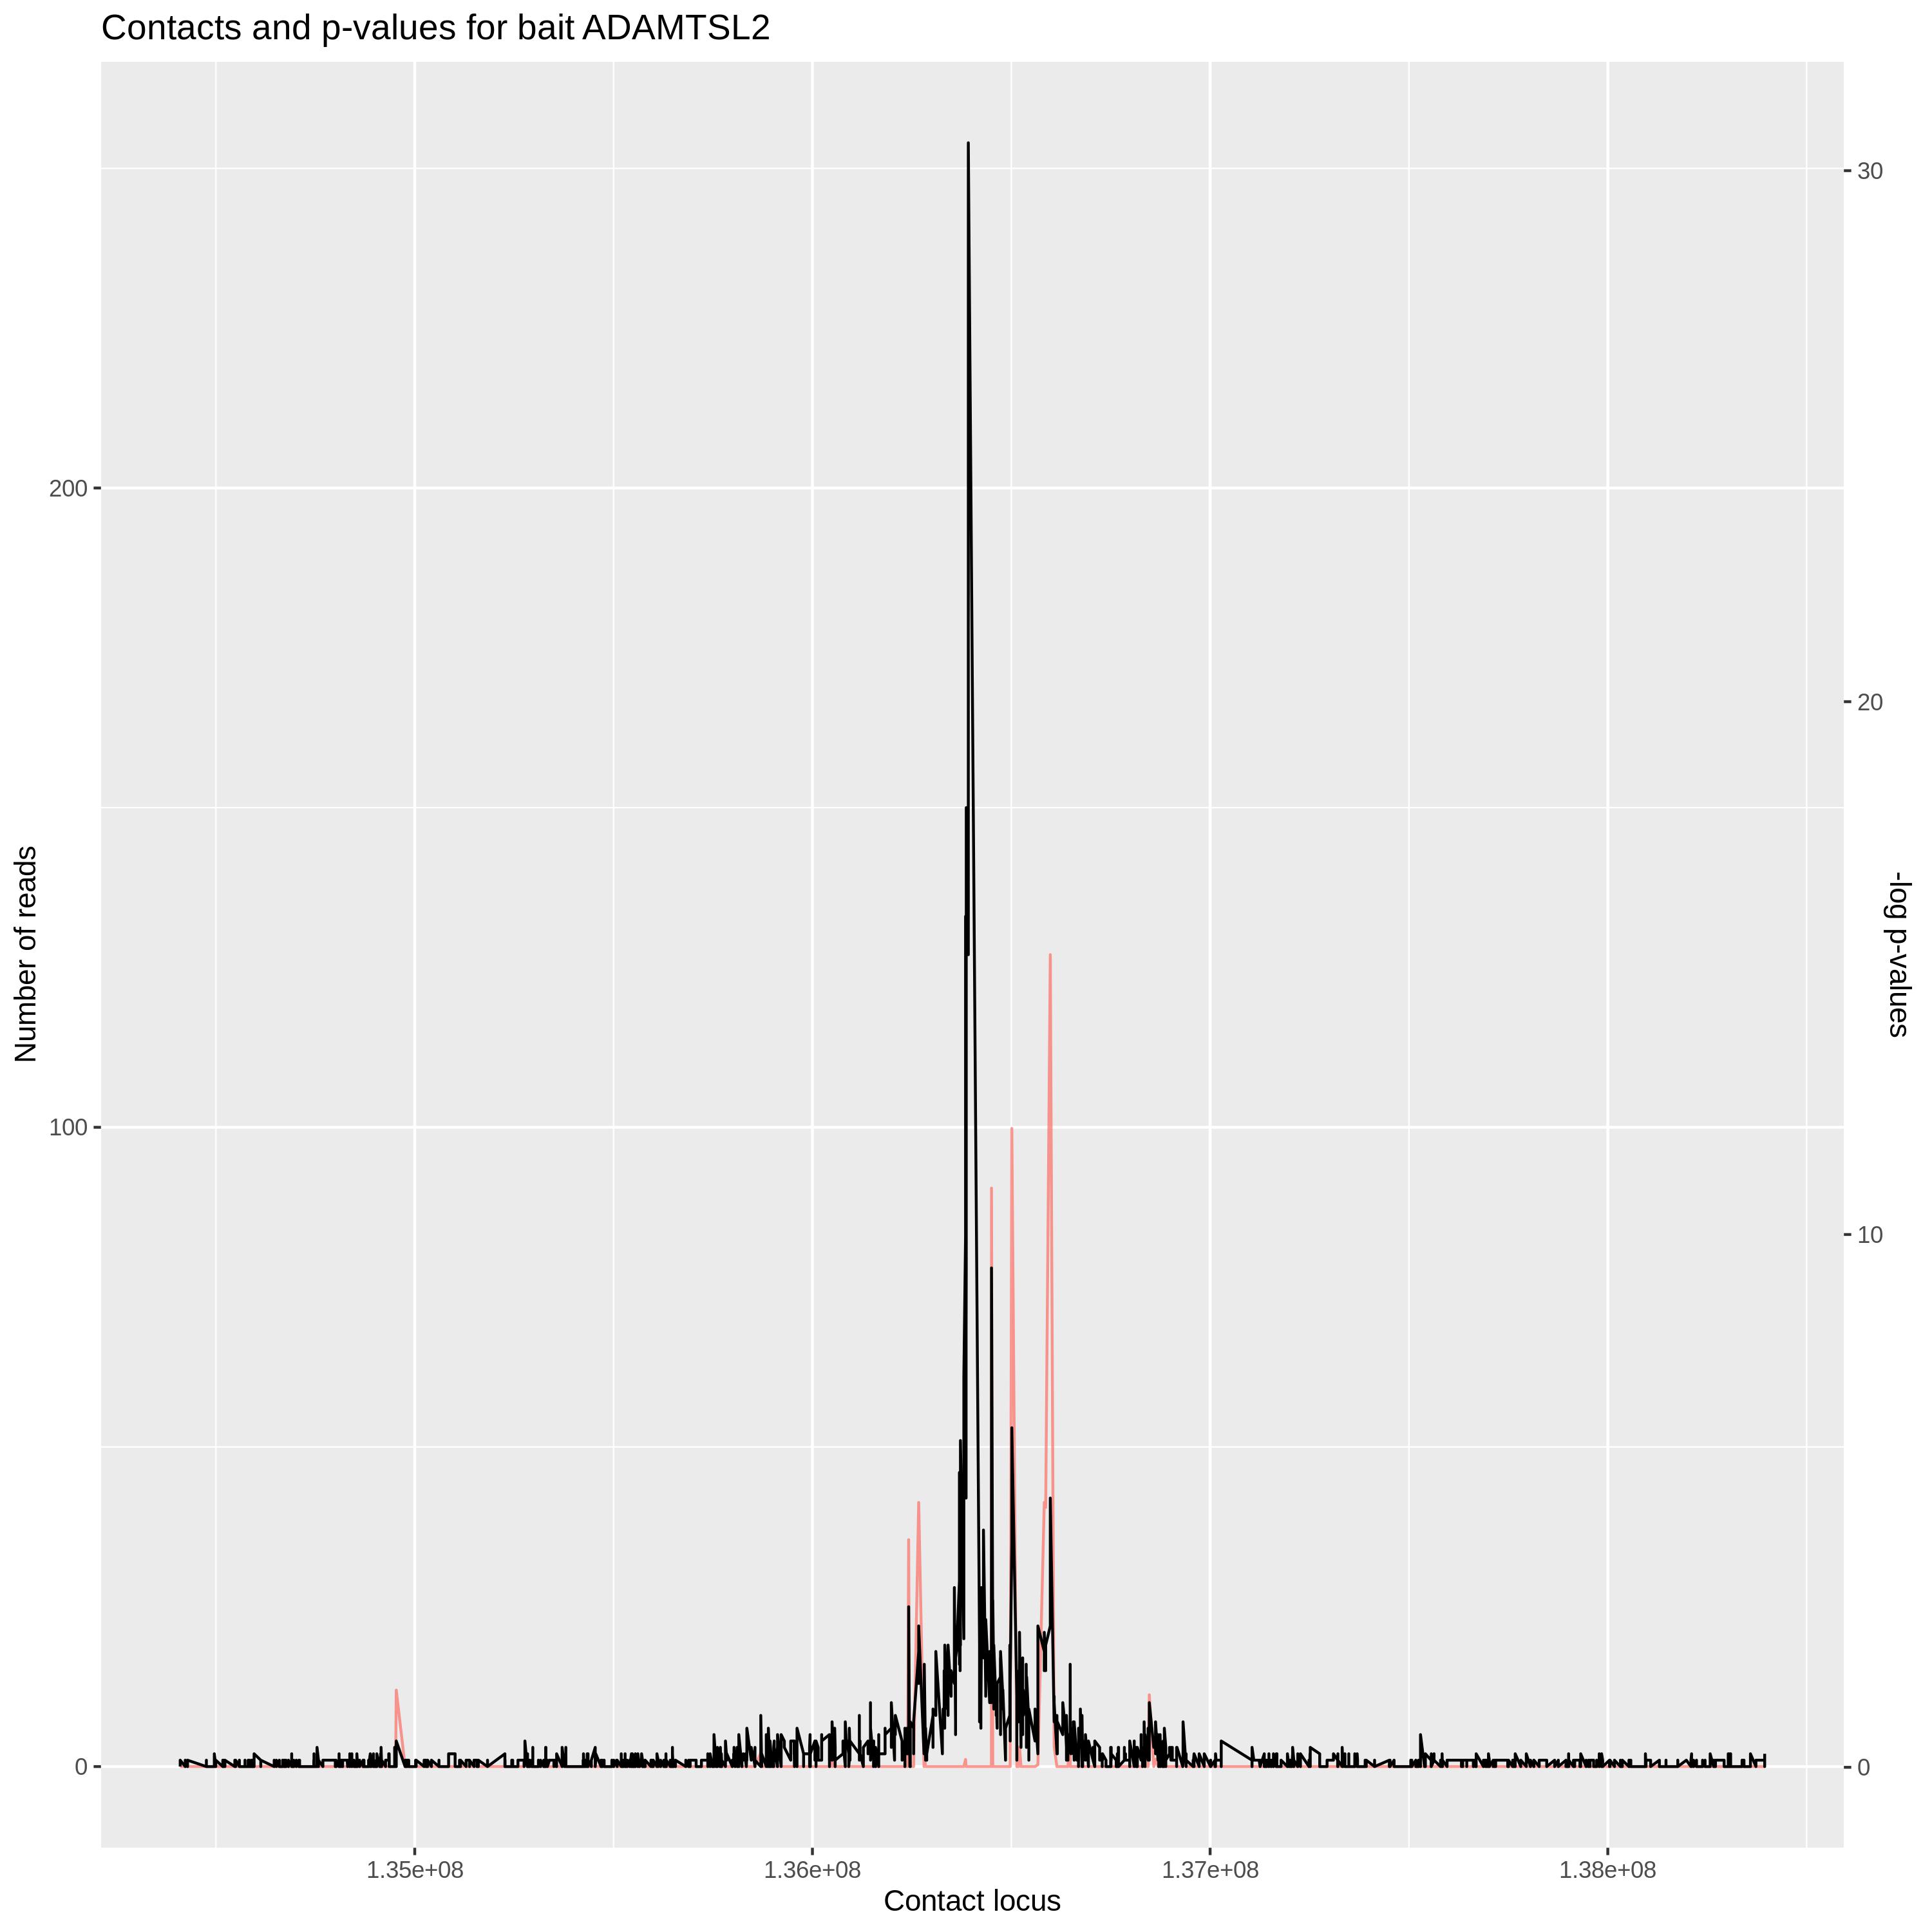 Contacts and p-values for bait ADAMTSL2
Number of reads
200
100
0
30
20
10
0
-log p-values
1.35e+08
1.36e+08
1.37e+08
1.38e+08
Contact locus